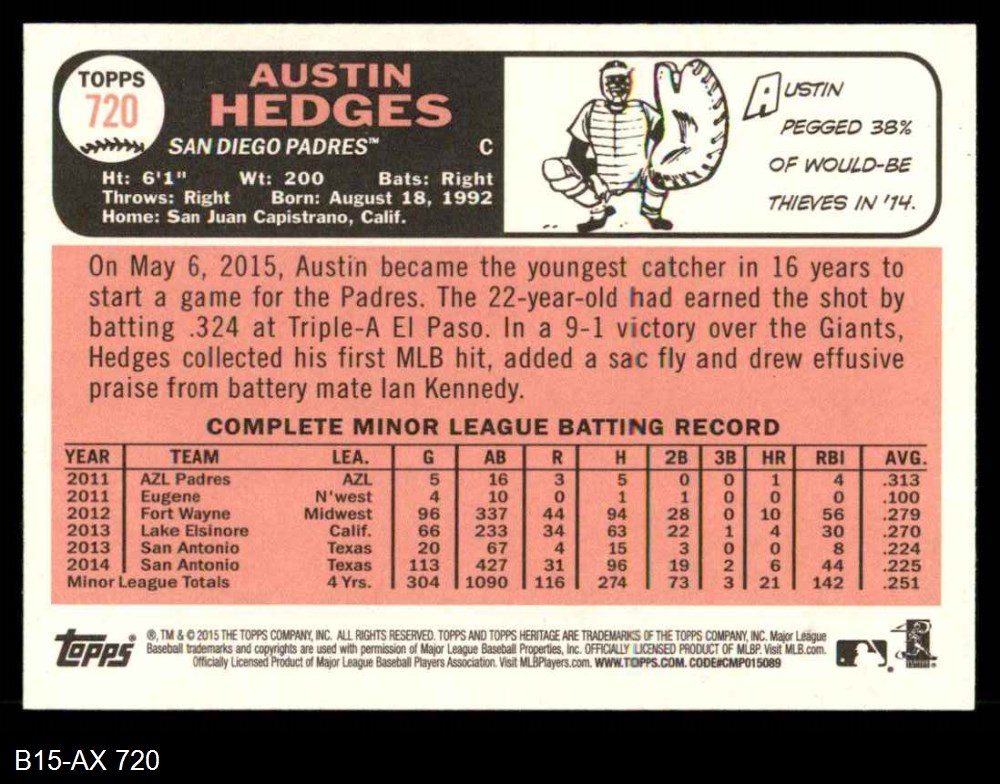 TOPPS
720
AUSTIN
HEDGES
SAN DIEGO PADRES™ C
Ht: 6'1" Wt: 200 Bats: Right
Throws: Right Born: August 18, 1992
Home: San Juan Capistrano, Calif.
AUSTIN
PEGGED 38%
OF WOULD-BE
THIEVES IN '14.
On May 6, 2015, Austin became the youngest catcher in 16 years to
start a game for the Padres. The 22-year-old had earned the shot by
batting .324 at Triple-A El Paso. In a 9-1 victory over the Giants,
Hedges collected his first MLB hit, added a sac fly and drew effusive
praise from battery mate Ian Kennedy.
COMPLETE MINOR LEAGUE BATTING RECORD
YEAR TEAM LEA. G AB R H 2B 3B HR RBI AVG.
2011 AZL Padres AZL 5 16 3 5 0 0 1 4 .313
2011 Eugene N'west 4 10 0 1 1 0 0 0 .100
2012 Fort Wayne Midwest 96 337 44 94 28 0 10 56 .279
2013 Lake Elsinore Calif. 66 233 34 63 22 1 4 30 .270
2013 San Antonio Texas 20 67 4 15 3 0 0 8 .224
2014 San Antonio Texas 113 427 31 96 19 2 6 44 .225
Minor League Totals 4 Yrs. 304 1090 116 274 73 3 21 142 .251
Topps®
®, TM & © 2015 THE TOPPS COMPANY, INC. ALL RIGHTS RESERVED. TOPPS AND TOPPS HERITAGE ARE TRADEMARKS OF THE TOPPS COMPANY, INC. Major League
Baseball trademarks and copyrights are used with permission of Major League Baseball Properties, Inc. OFFICIALLY LICENSED PRODUCT OF MLBP. Visit MLB.com.
Officially Licensed Product of Major League Baseball Players Association. Visit MLBPlayers.com. WWW.TOPPS.COM. CODE#CMP015089
B15-AX 720